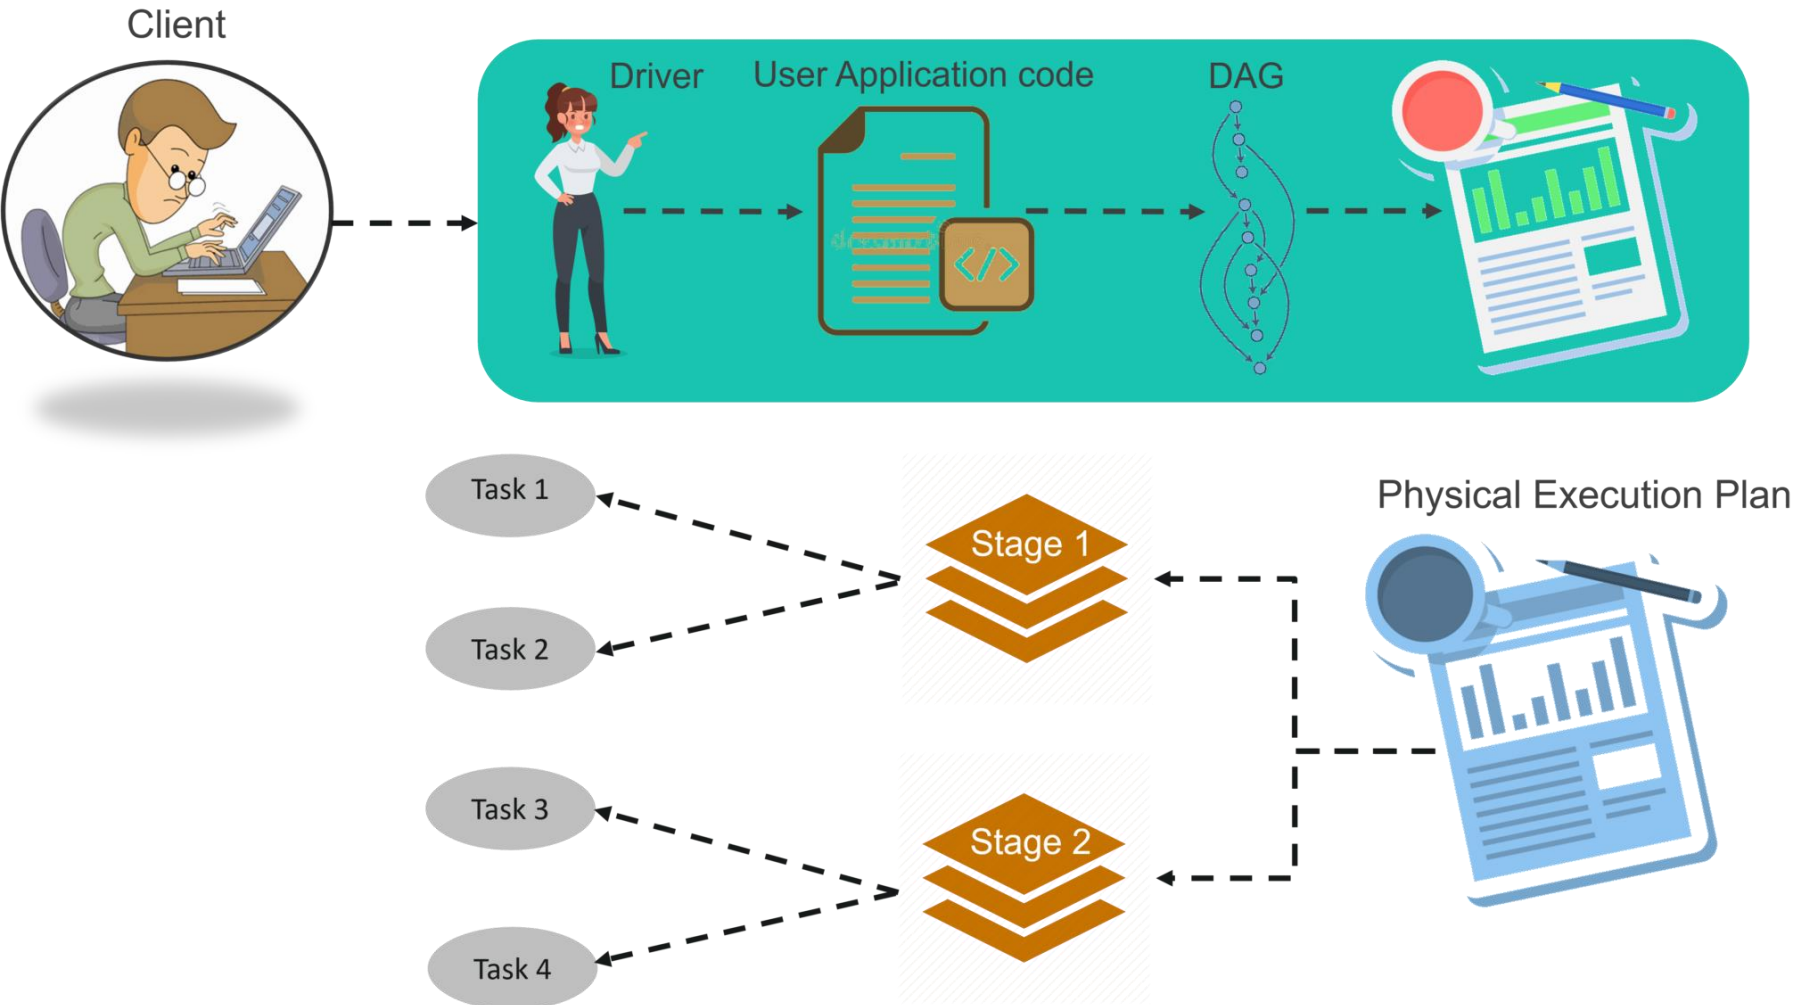 Client
Driver
User Application code
DAG
Physical Execution Plan
Stage 1
Task 1
Task 2
Stage 2
Task 3
Task 4